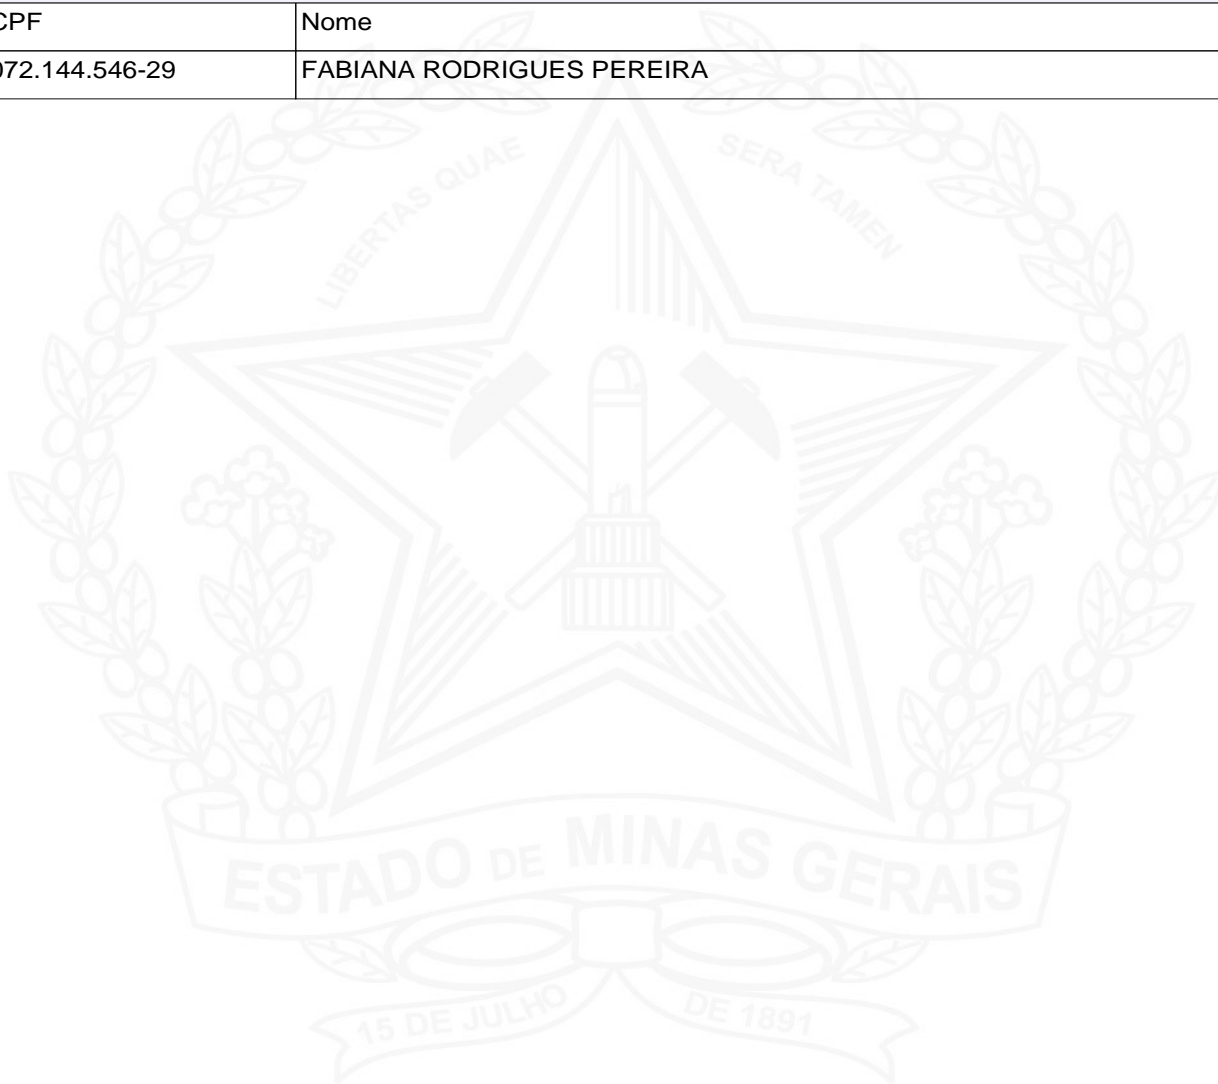 CPF Nome
072.144.546-29 FABIANA RODRIGUES PEREIRA
LIBERTAS QUAE SERA TAMEN
ESTADO DE MINAS GERAIS
15 DE JULHO DE 1891